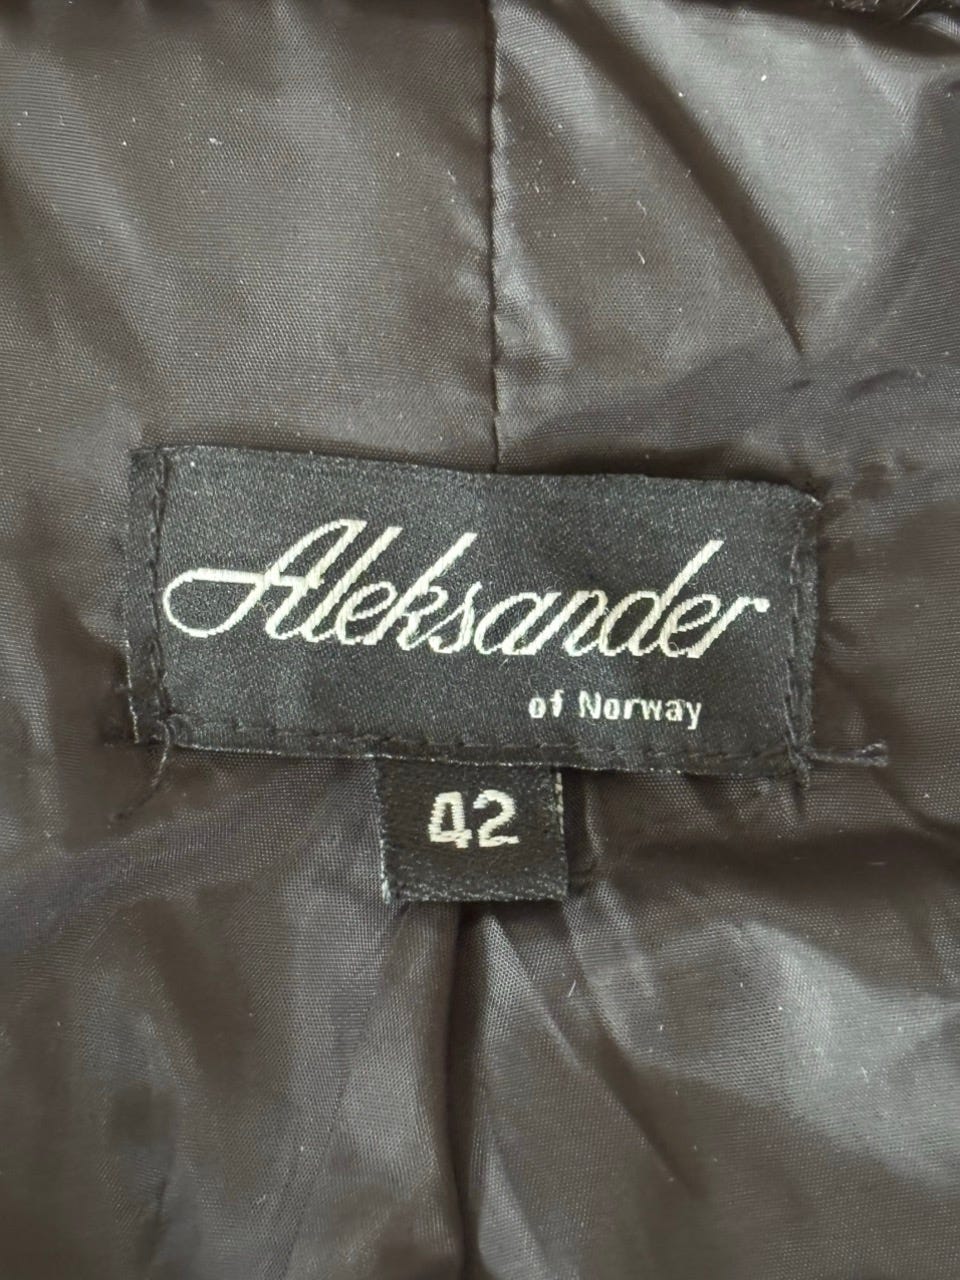 Aleksander
of Norway
42